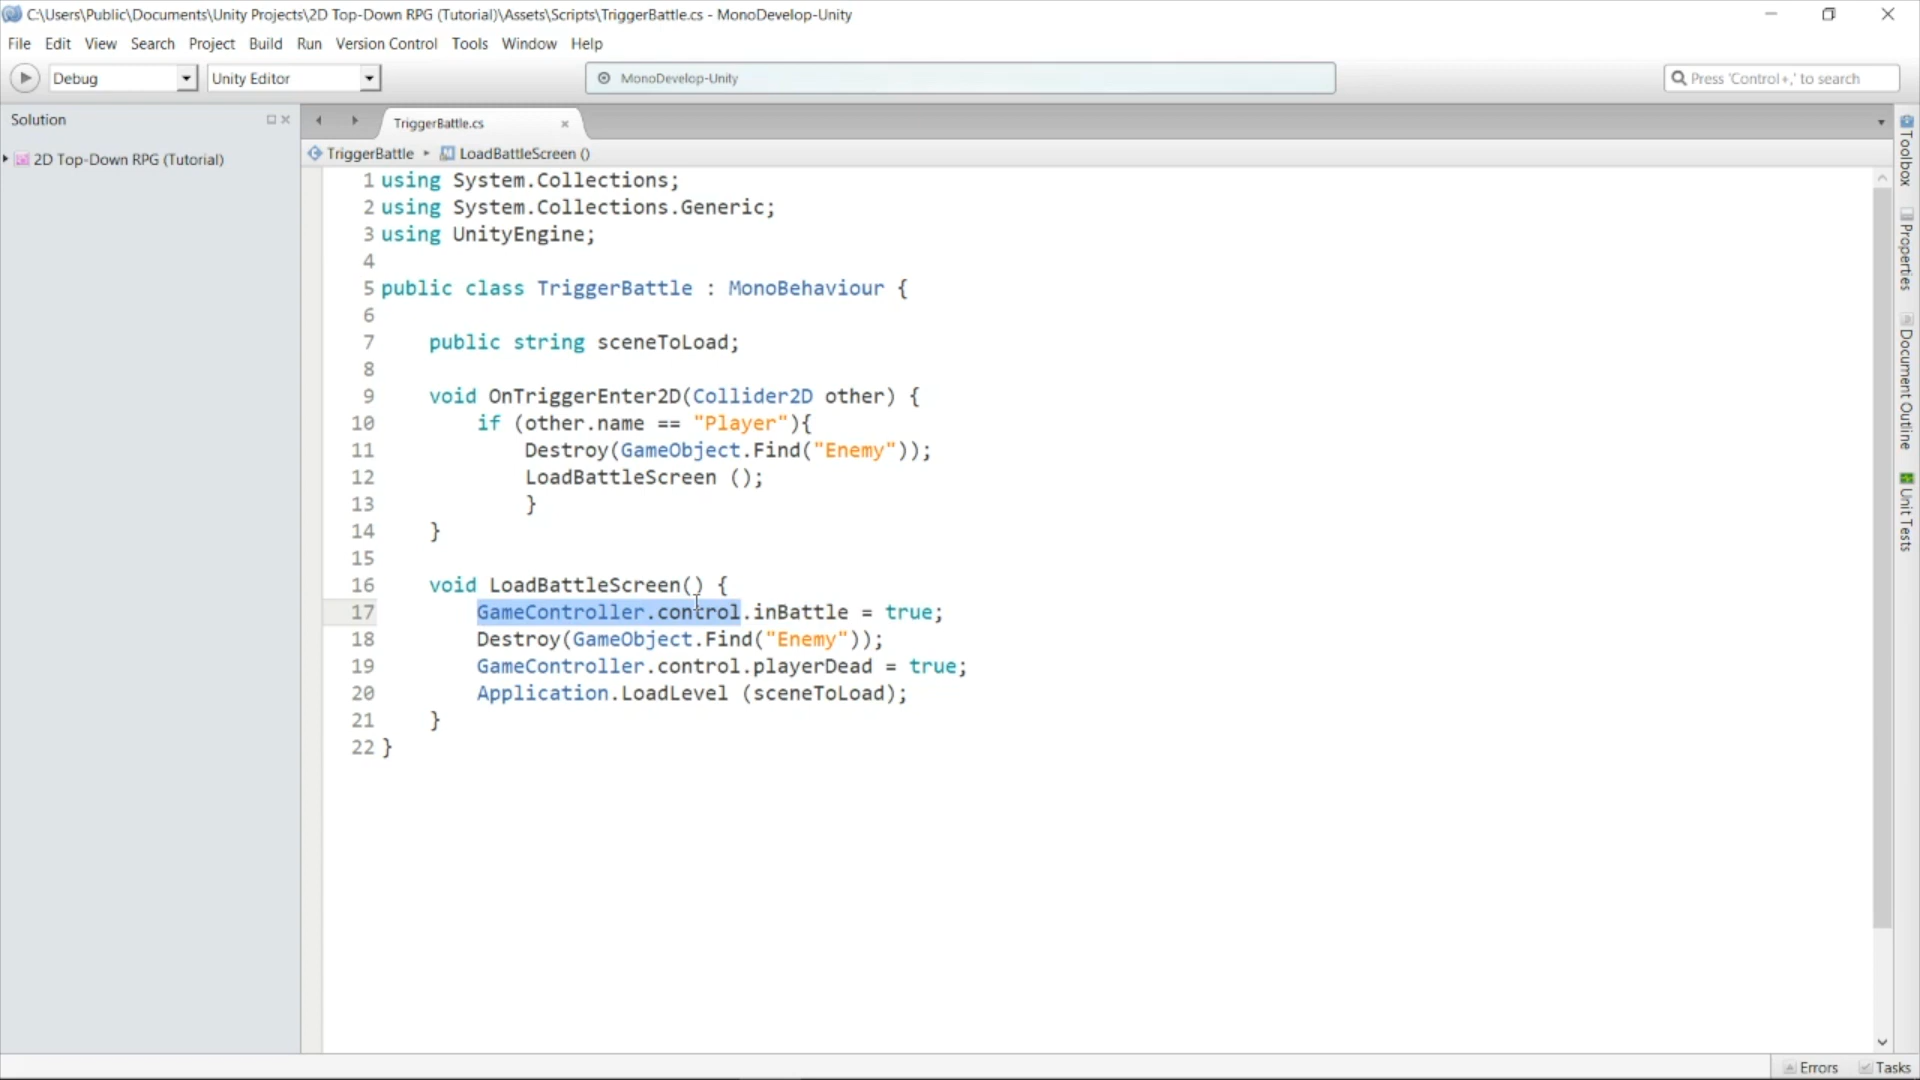 C:\Users\Public\Documents\Unity Projects\2D Top-Down RPG (Tutorial)\Assets\Scripts\TriggerBattle.cs - MonoDevelop-Unity
File Edit View Search Project Build Run Version Control Tools Window Help
Debug Unity Editor MonoDevelop-Unity Press 'Control+,' to search
Solution
TriggerBattle.cs
2D Top-Down RPG (Tutorial)
TriggerBattle LoadBattleScreen ()
1 using System.Collections;
2 using System.Collections.Generic;
3 using UnityEngine;
4
5 public class TriggerBattle : MonoBehaviour {
6
7 public string sceneToLoad;
8
9 void OnTriggerEnter2D(Collider2D other) {
10 if (other.name == "Player"){
11 Destroy(GameObject.Find("Enemy"));
12 LoadBattleScreen ();
13 }
14 }
15
16 void LoadBattleScreen() {
17 GameController.control.inBattle = true;
18 Destroy(GameObject.Find("Enemy"));
19 GameController.control.playerDead = true;
20 Application.LoadLevel (sceneToLoad);
21 }
22 }
Toolbox
Properties
Document Outline
Unit Tests
Errors Tasks